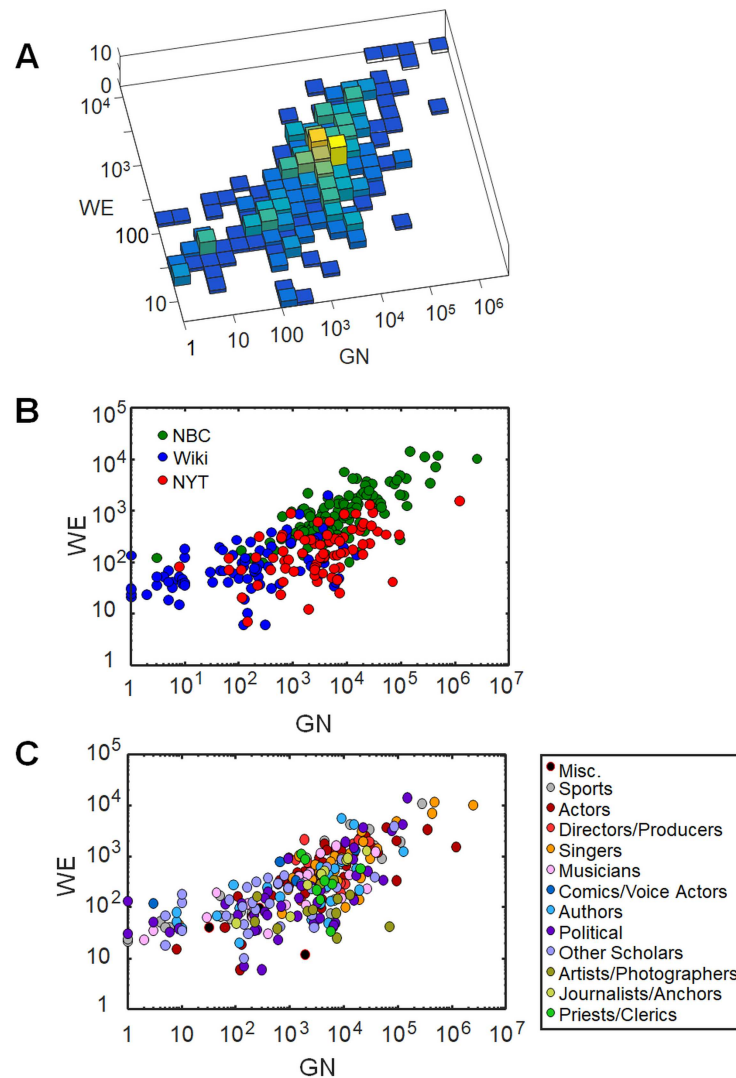 A
10
0
10⁴
10³
WE
100
10
1
10
100
10³
10⁴
10⁵
10⁶
GN
B
10⁵
10⁴
10³
10²
10
1
WE
NBC
Wiki
NYT
1
10¹
10²
10³
10⁴
10⁵
10⁶
10⁷
GN
C
10⁵
10⁴
10³
10²
10
1
WE
1
10
10²
10³
10⁴
10⁵
10⁶
10⁷
GN
Misc.
Sports
Actors
Directors/Producers
Singers
Musicians
Comics/Voice Actors
Authors
Political
Other Scholars
Artists/Photographers
Journalists/Anchors
Priests/Clerics